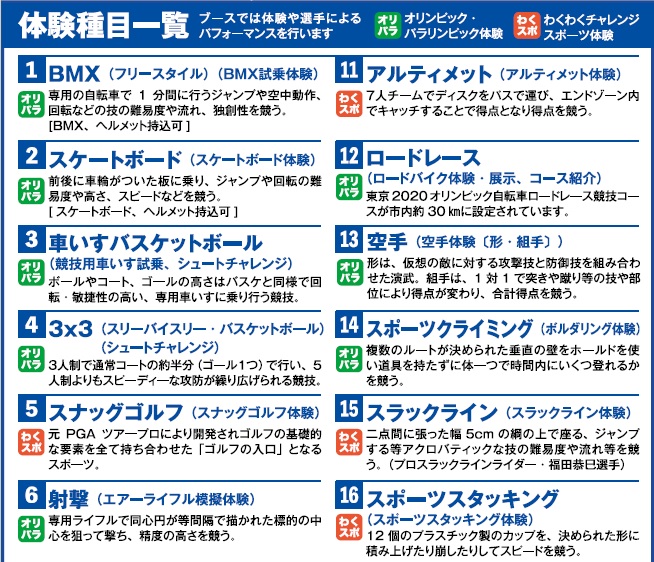 体験種目一覧
ブースでは体験や選手による
パフォーマンスを行います
オリパラ
オリンピック・
パラリンピック体験
わくスポ
わくわくチャレンジ
スポーツ体験
1 BMX（フリースタイル）（BMX試乗体験）
オリパラ
専用の自転車で 1 分間に行うジャンプや空中動作、
回転などの技の難易度や流れ、独創性を競う。
[BMX、ヘルメット持込可]
2 スケートボード（スケートボード体験）
オリパラ
前後に車輪がついた板に乗り、ジャンプや回転の難
易度や高さ、スピードなどを競う。
[スケートボード、ヘルメット持込可]
3 車いすバスケットボール
（競技用車いす試乗、シュートチャレンジ）
オリパラ
ボールやコート、ゴールの高さはバスケと同様で回
転・敏捷性の高い、専用車いすに乗り行う競技。
4 3x3（スリーバイスリー・バスケットボール）
（シュートチャレンジ）
オリパラ
3人制で通常コートの約半分（ゴール1つ）で行い、5
人制よりもスピーディーな攻防が繰り広げられる競技。
5 スナッグゴルフ（スナッグゴルフ体験）
わくスポ
元 PGA ツアープロにより開発されゴルフの基礎的
な要素を全て持ち合わせた「ゴルフの入口」となる
スポーツ。
6 射撃（エアーライフル模擬体験）
オリパラ
専用ライフルで同心円が等間隔で描かれた標的の中
心を狙って撃ち、精度の高さを競う。
11 アルティメット（アルティメット体験）
わくスポ
7人チームでディスクをパスで運び、エンドゾーン内
でキャッチすることで得点となり得点を競う。
12 ロードレース
（ロードバイク体験・展示、コース紹介）
オリパラ
東京2020オリンピック自転車ロードレース競技コー
スが市内約30㎞に設定されています。
13 空手（空手体験〔形・組手〕）
オリパラ
形は、仮想の敵に対する攻撃技と防御技を組み合わ
せた演武。組手は、1 対 1 で突きや蹴り等の技や部
位により得点が変わり、合計得点を競う。
14 スポーツクライミング（ボルダリング体験）
オリパラ
複数のルートが決められた垂直の壁をホールドを使
い道具を持たずに体一つで時間内にいくつ登れるか
を競う。
15 スラックライン（スラックライン体験）
わくスポ
二点間に張った幅 5cm の綱の上で座る、ジャンプ
する等アクロバティックな技の難易度や流れ等を競
う。（プロスラックラインライダー・福田恭巳選手）
16 スポーツスタッキング
（スポーツスタッキング体験）
わくスポ
12 個のプラスチック製のカップを、決められた形に
積み上げたり崩したりしてスピードを競う。